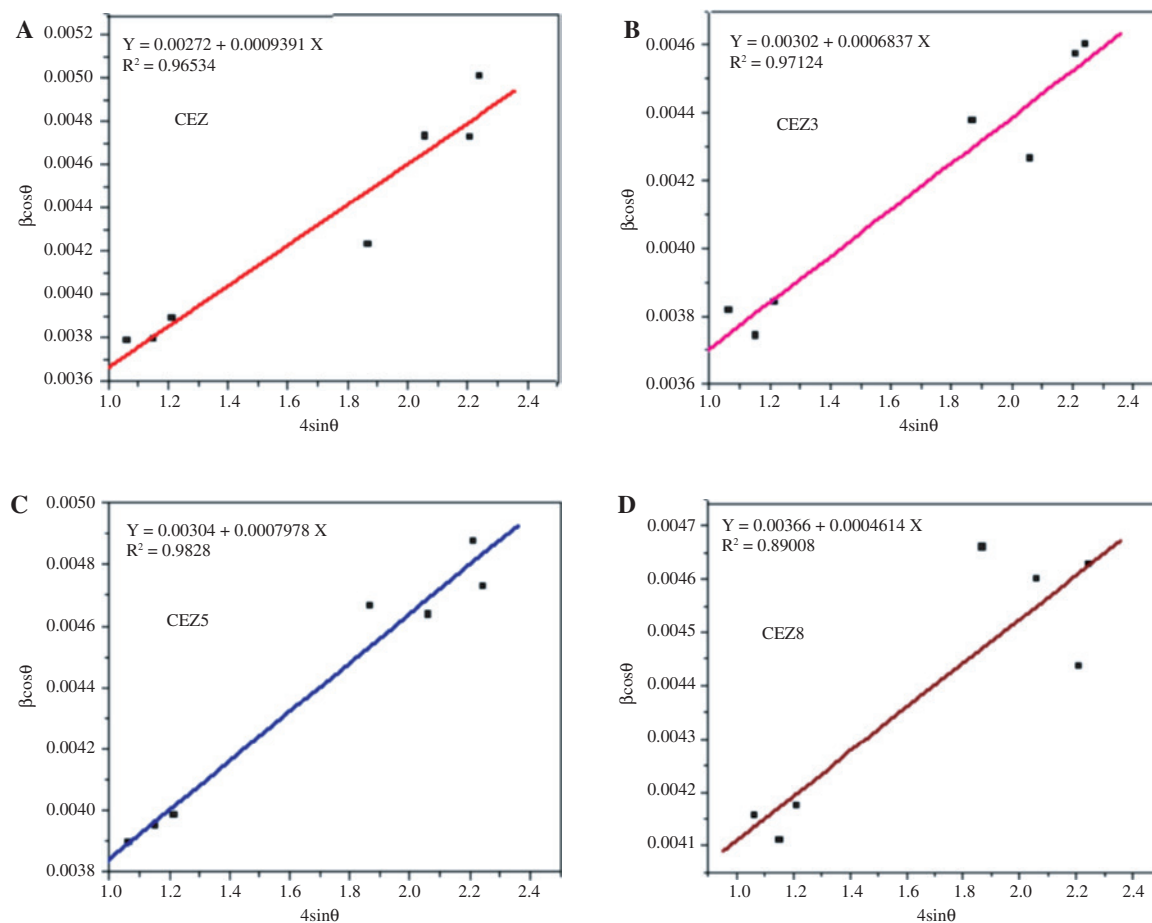 A
Y = 0.00272 + 0.0009391 X
R² = 0.96534
CEZ
0.0052
0.0050
0.0048
0.0046
0.0044
0.0042
0.0040
0.0038
0.0036
βcosθ
1.0 1.2 1.4 1.6 1.8 2.0 2.2 2.4
4sinθ
B
Y = 0.00302 + 0.0006837 X
R² = 0.97124
CEZ3
0.0046
0.0044
0.0042
0.0040
0.0038
0.0036
βcosθ
1.0 1.2 1.4 1.6 1.8 2.0 2.2 2.4
4sinθ
C
Y = 0.00304 + 0.0007978 X
R² = 0.9828
CEZ5
0.0050
0.0048
0.0046
0.0044
0.0042
0.0040
0.0038
βcosθ
1.0 1.2 1.4 1.6 1.8 2.0 2.2 2.4
4sinθ
D
Y = 0.00366 + 0.0004614 X
R² = 0.89008
CEZ8
0.0047
0.0046
0.0045
0.0044
0.0043
0.0042
0.0041
βcosθ
1.0 1.2 1.4 1.6 1.8 2.0 2.2 2.4
4sinθ